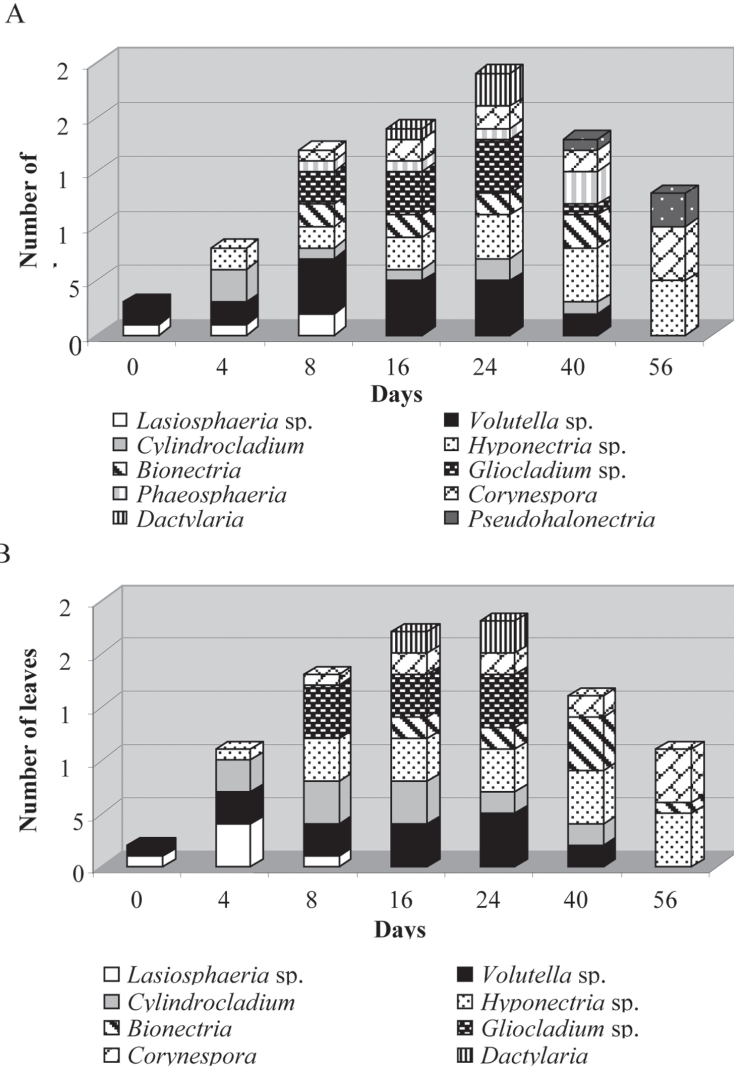 A
2
2
1
1
5
0
Number of
0 4 8 16 24 40 56
Days
Lasiosphaeria sp. Volutella sp.
Cylindrocladium Hyponectria sp.
Bionectria Gliocladium sp.
Phaeosphaeria Corynespora
Dactylaria Pseudohalonectria
B
2
2
1
1
5
0
Number of leaves
0 4 8 16 24 40 56
Days
Lasiosphaeria sp. Volutella sp.
Cylindrocladium Hyponectria sp.
Bionectria Gliocladium sp.
Corynespora Dactylaria